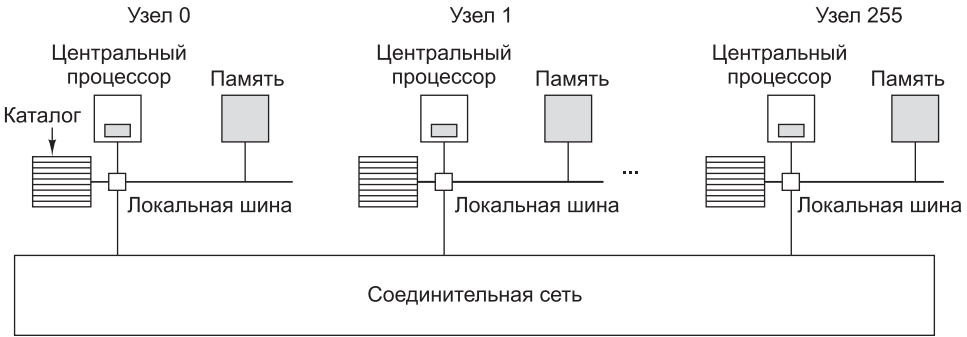 Узел 0
Узел 1
Узел 255
Центральный
процессор
Память
Центральный
процессор
Память
Центральный
процессор
Память
Каталог
...
Локальная шина
Локальная шина
Локальная шина
Соединительная сеть